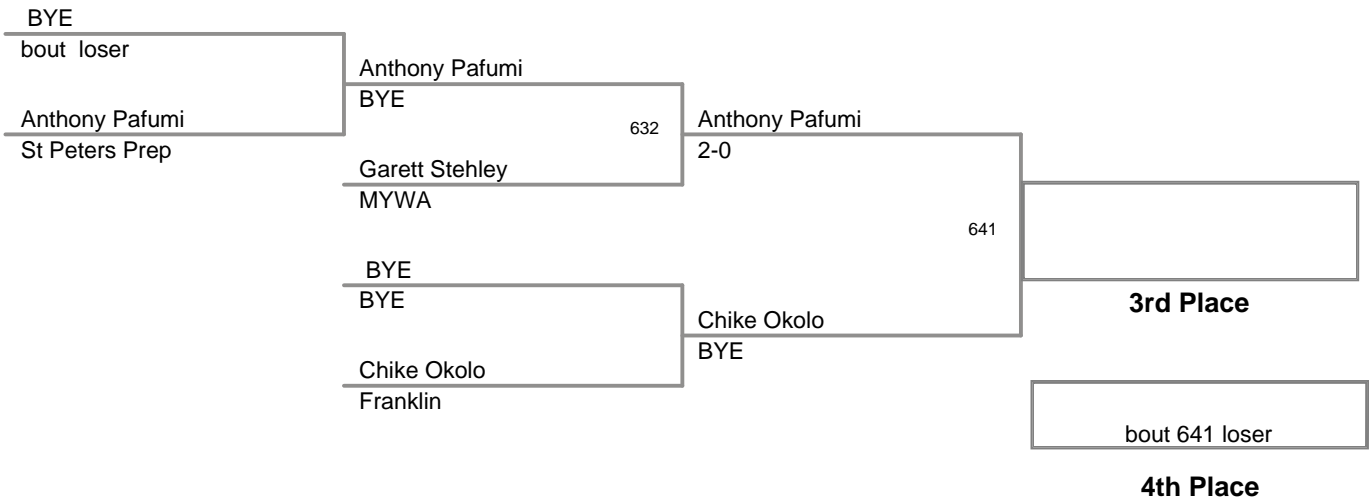 BYE
bout  loser
Anthony Pafumi
BYE
Anthony Pafumi
St Peters Prep
632
Anthony Pafumi
2-0
Garett Stehley
MYWA
641
BYE
BYE
3rd Place
Chike Okolo
BYE
Chike Okolo
Franklin
bout 641 loser
4th Place